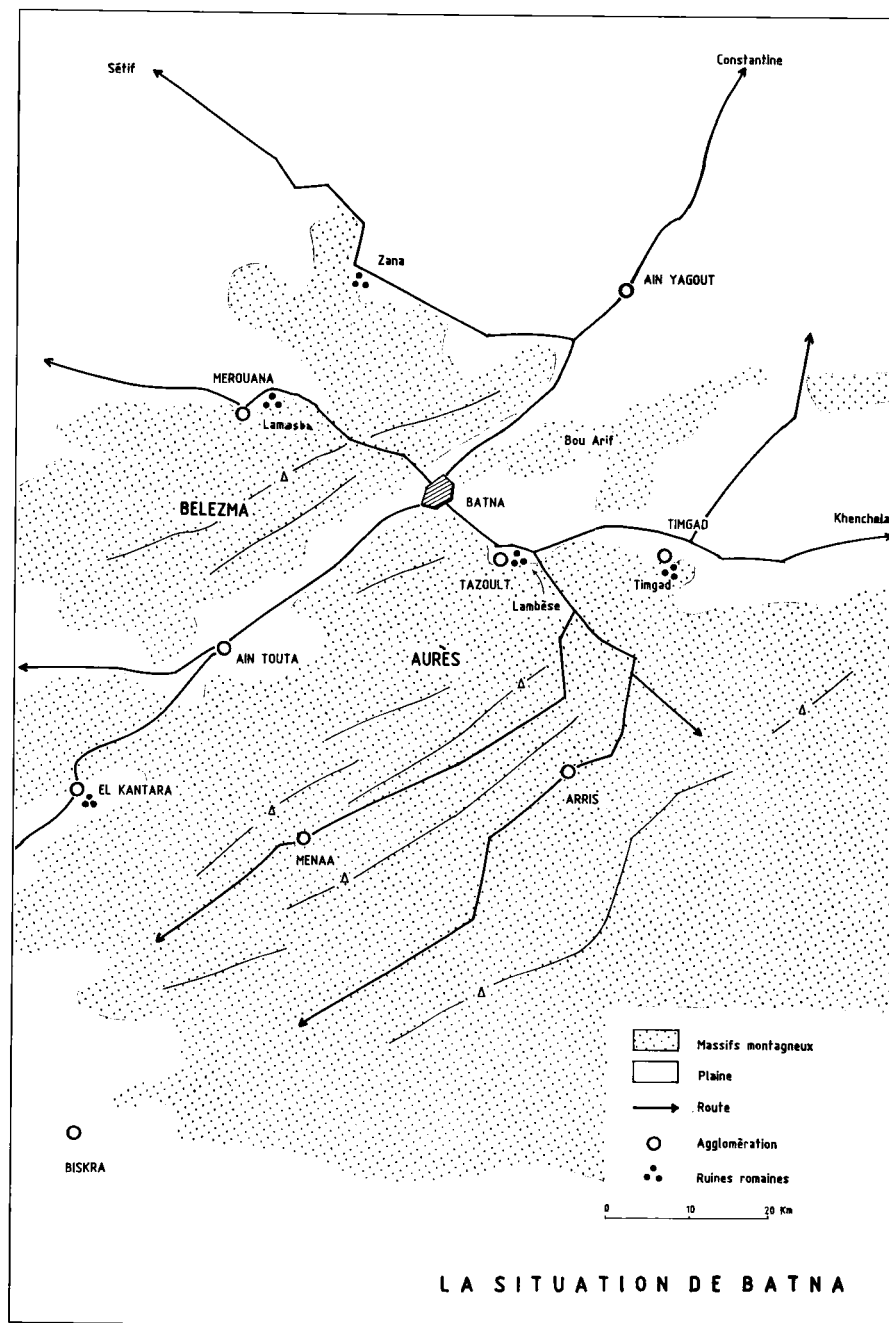 Sétif
Constantine
Zana
AIN YAGOUT
MEROUANA
Lamasba
Bou Arif
BELEZMA
BATNA
TIMGAD
Khenchela
TAZOULT
Timgad
Lambèse
AIN TOUTA
AURÈS
EL KANTARA
ARRIS
MENAA
Massifs montagneux
Plaine
Route
BISKRA
Agglomération
Ruines romaines
0 10 20 Km
LA SITUATION DE BATNA